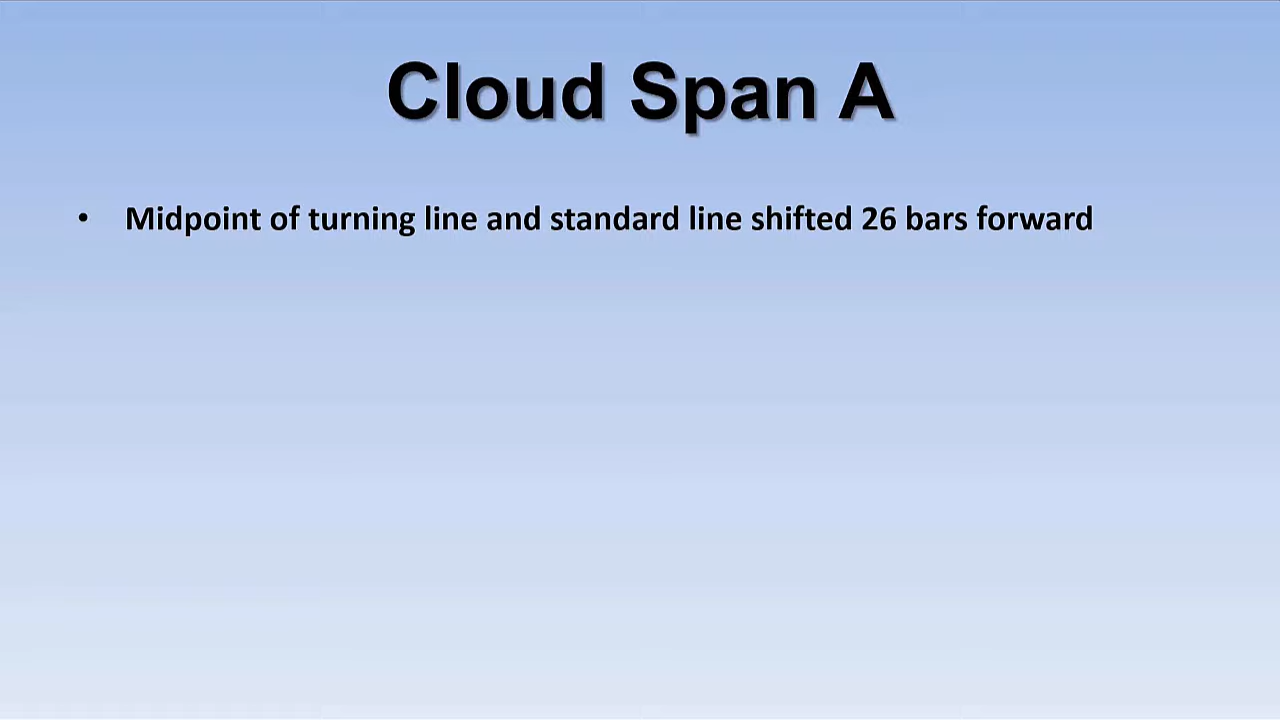 Cloud Span A
• Midpoint of turning line and standard line shifted 26 bars forward